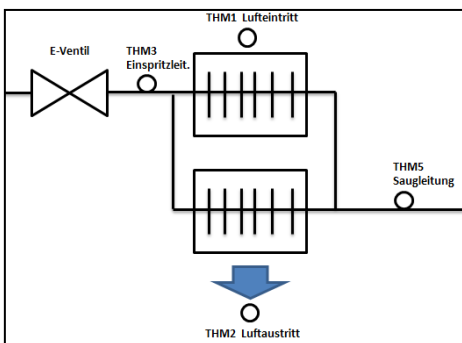 THM1 Lufteintritt
E-Ventil
THM3
Einspritzleit.
THM5
Saugleitung
THM2 Luftaustritt